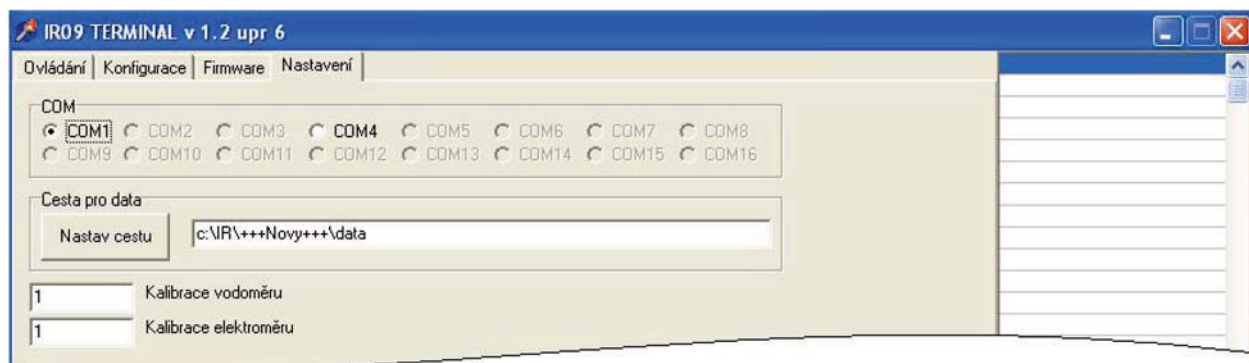 IR09 TERMINAL v 1.2 upr 6
Ovládání Konfigurace Firmware Nastavení
COM
COM1 COM2 COM3 COM4 COM5 COM6 COM7 COM8
COM9 COM10 COM11 COM12 COM13 COM14 COM15 COM16
Cesta pro data
Nastav cestu c:\IR\+++Novy+++\data
1 Kalibrace vodoměru
1 Kalibrace elektroměru